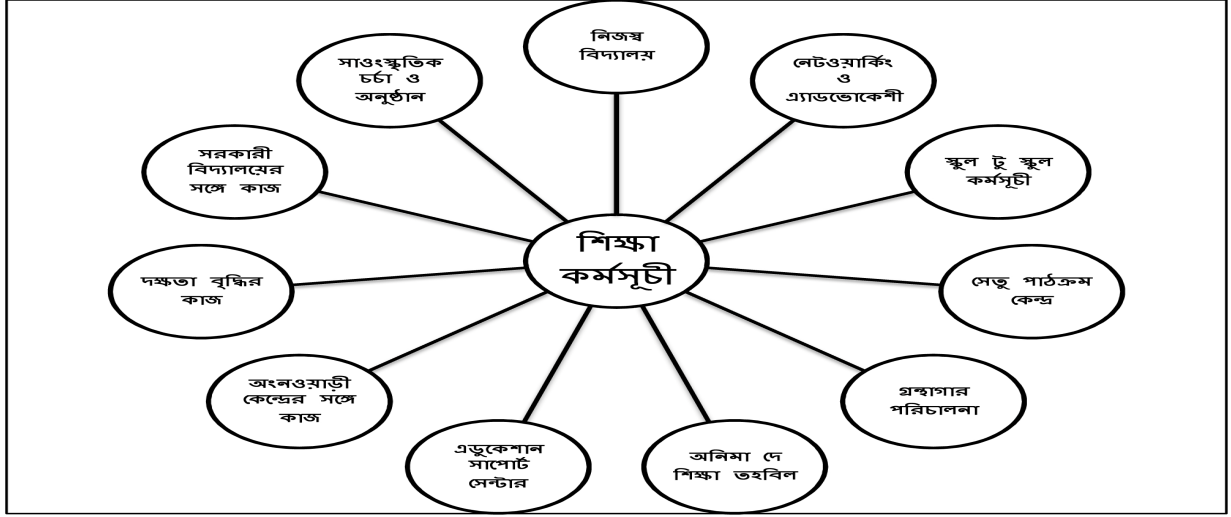 নিজস্ব
বিদ্যালয়
নেটওয়ার্কিং
ও
এ্যাডভোকেশী
স্কুল টু স্কুল
কর্মসূচী
সেতু পাঠক্রম
কেন্দ্র
গ্রন্থাগার
পরিচালনা
অনিমা দে
শিক্ষা তহবিল
এডুকেশান
সাপোর্ট
সেন্টার
অংনওয়াড়ী
কেন্দ্রের সঙ্গে
কাজ
দক্ষতা বৃদ্ধির
কাজ
সরকারী
বিদ্যালয়ের
সঙ্গে কাজ
সাওংস্কৃতিক
চর্চা ও
অনুষ্ঠান
শিক্ষা
কর্মসূচী